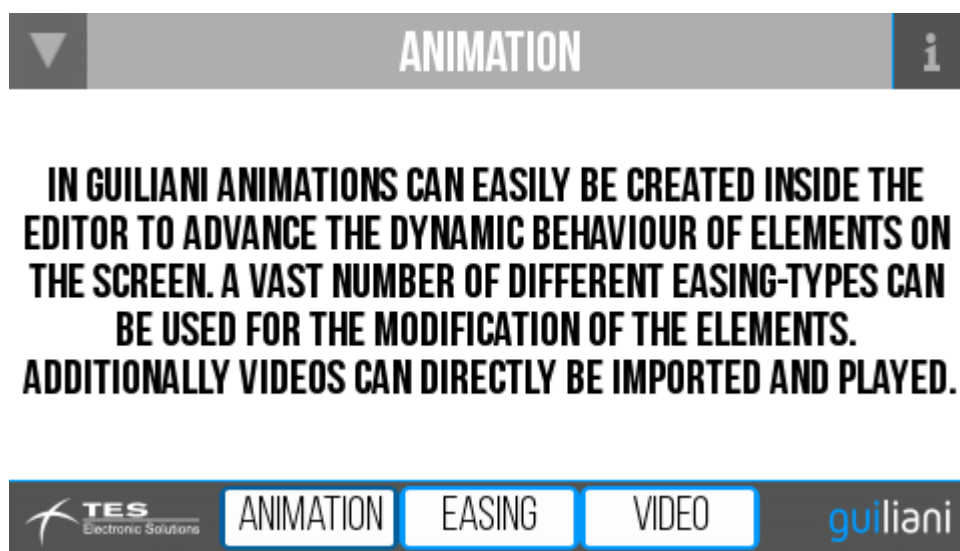 ANIMATION
i
IN GUILIANI ANIMATIONS CAN EASILY BE CREATED INSIDE THE
EDITOR TO ADVANCE THE DYNAMIC BEHAVIOUR OF ELEMENTS ON
THE SCREEN. A VAST NUMBER OF DIFFERENT EASING-TYPES CAN
BE USED FOR THE MODIFICATION OF THE ELEMENTS.
ADDITIONALLY VIDEOS CAN DIRECTLY BE IMPORTED AND PLAYED.
TES
Electronic Solutions
ANIMATION
EASING
VIDEO
guiliani